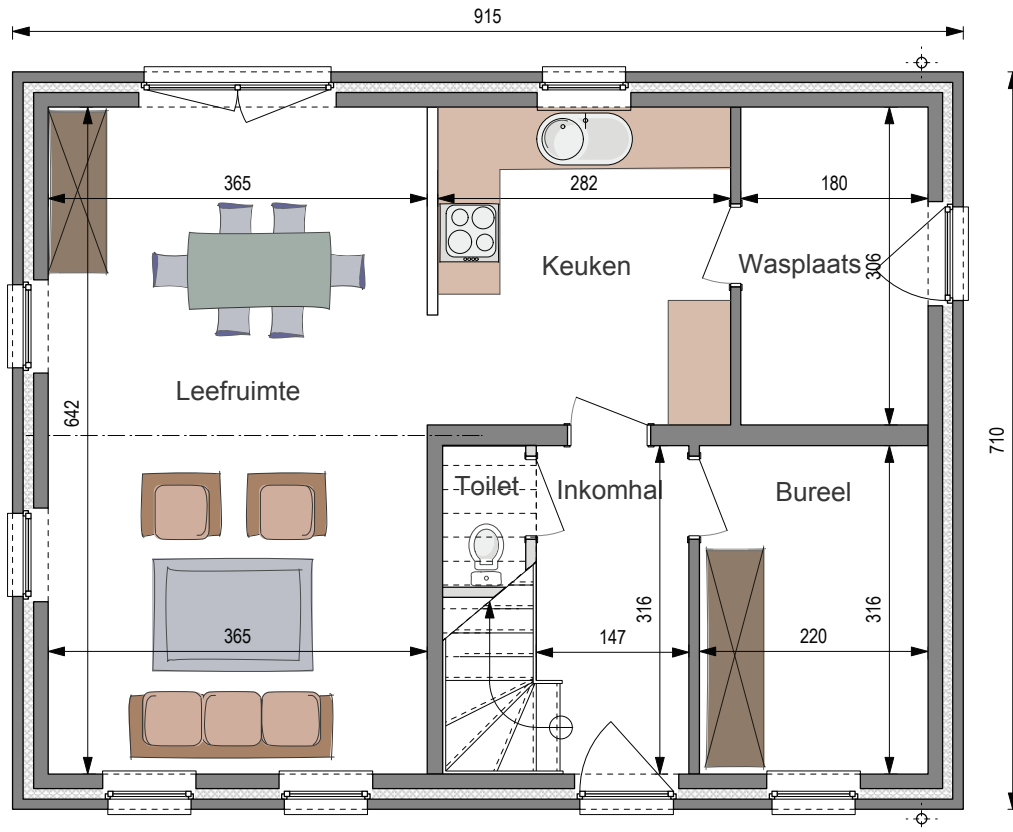 915
365
282
180
Keuken
Wasplaats
306
Leefruimte
642
710
Toilet
Inkomhal
Bureel
316
316
365
147
220